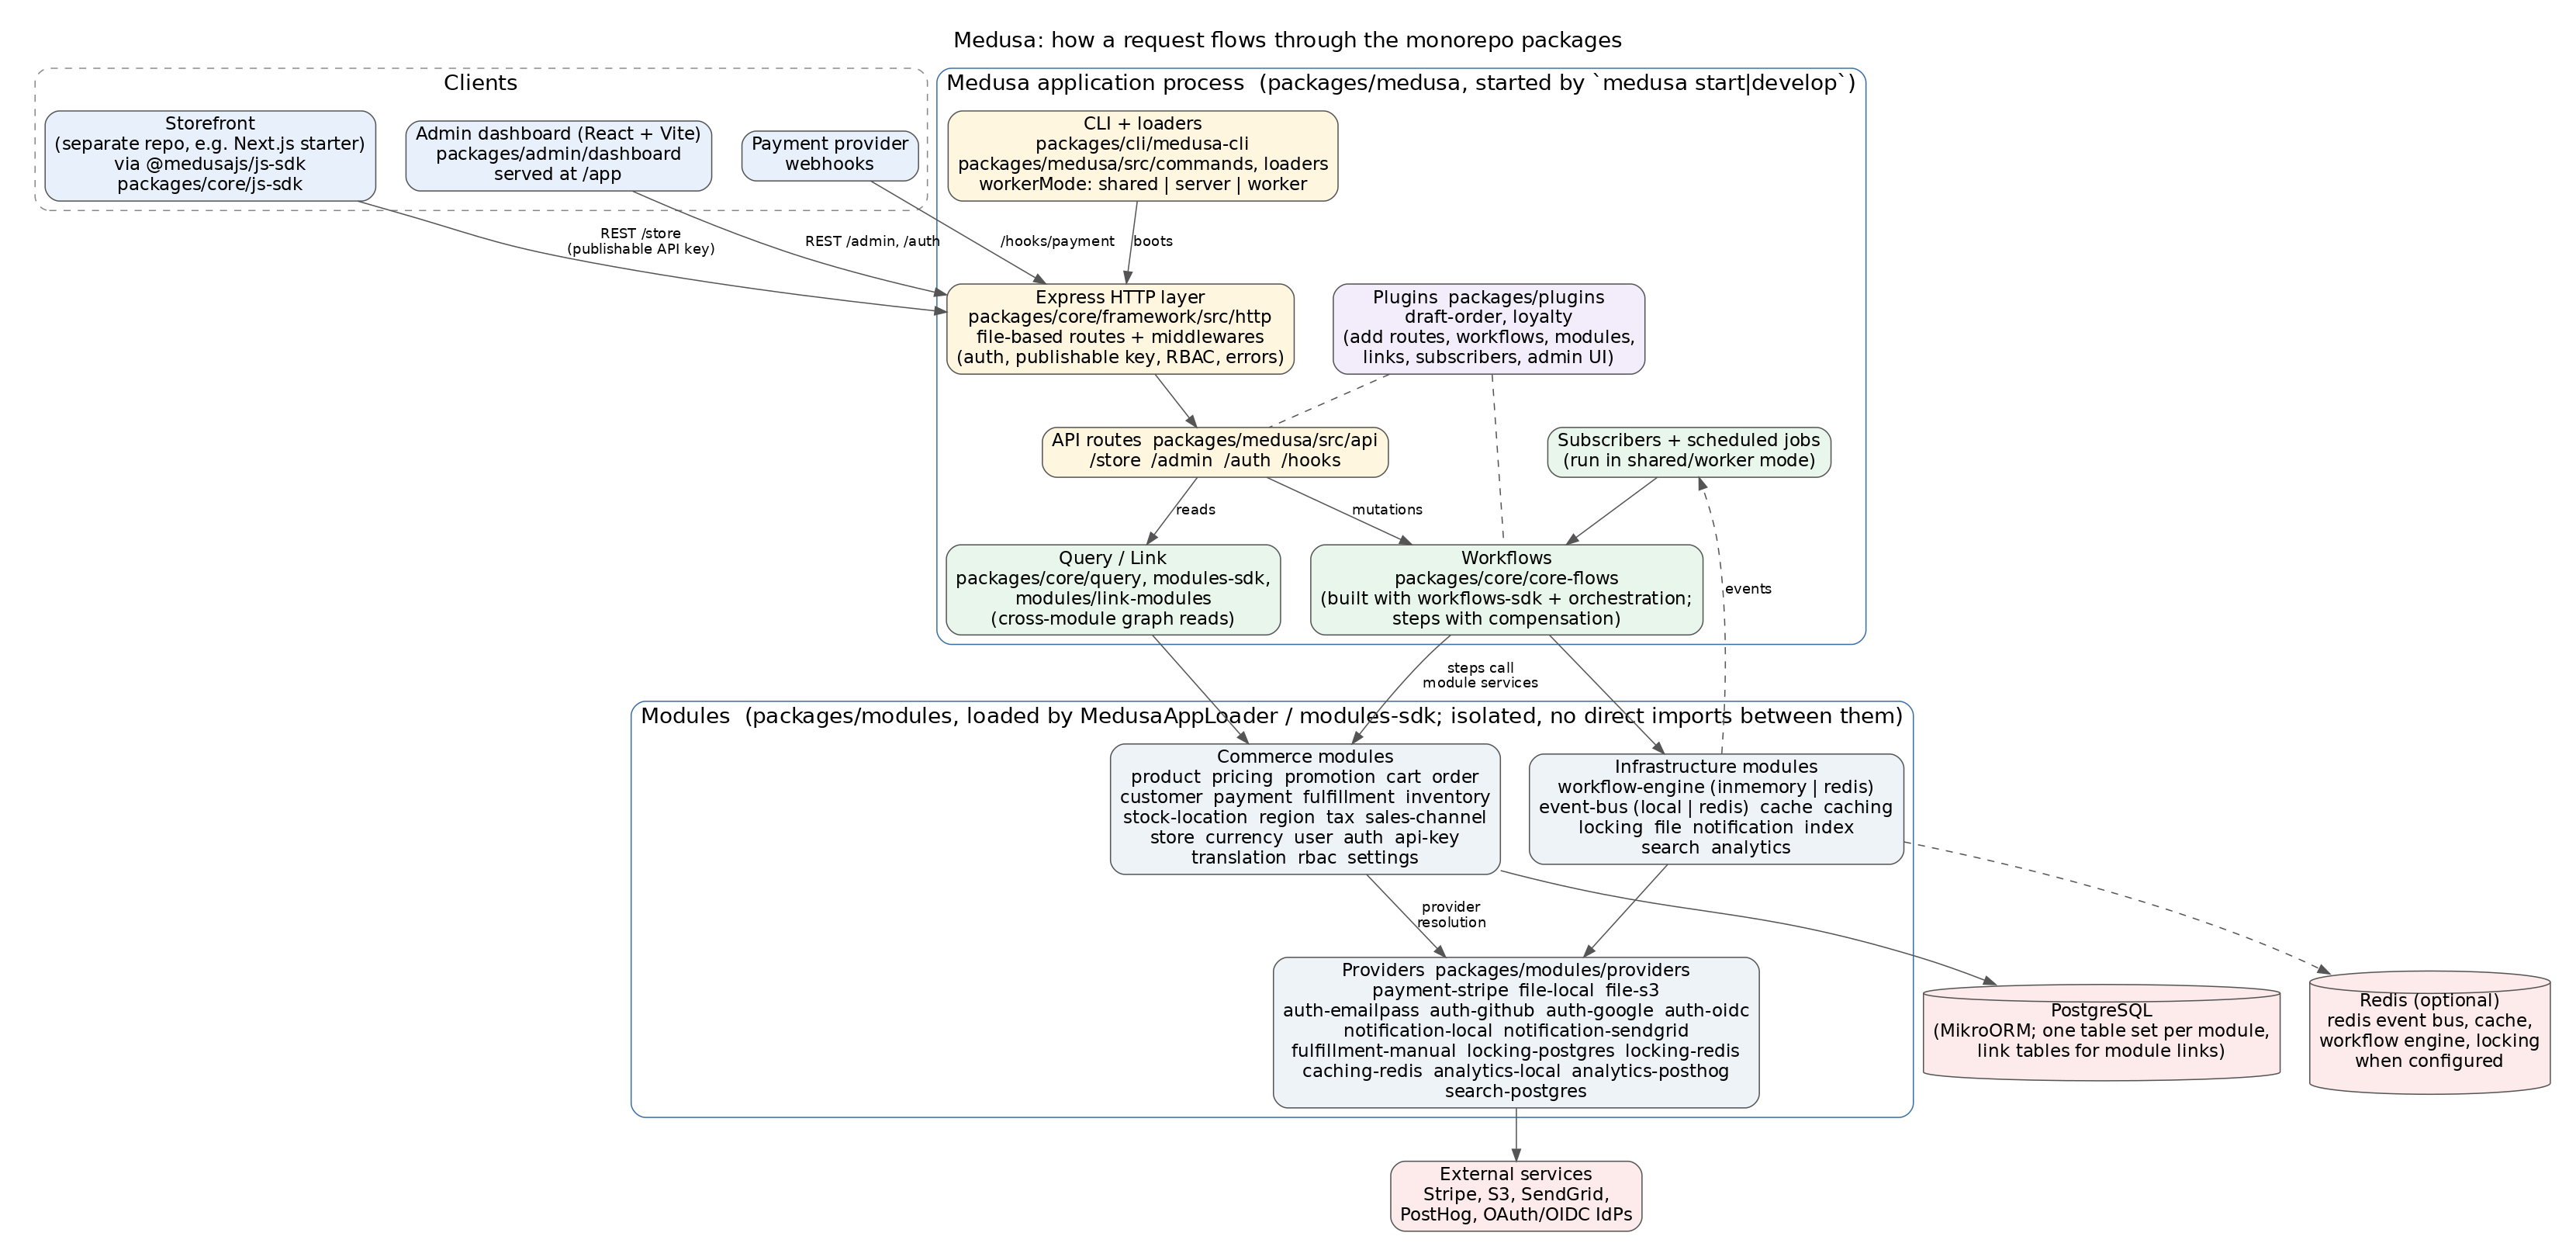 Medusa: how a request flows through the monorepo packages
Clients
Storefront
(separate repo, e.g. Next.js starter)
via @medusajs/js-sdk
packages/core/js-sdk
Admin dashboard (React + Vite)
packages/admin/dashboard
served at /app
Payment provider
webhooks
Medusa application process  (packages/medusa, started by `medusa start|develop`)
CLI + loaders
packages/cli/medusa-cli
packages/medusa/src/commands, loaders
workerMode: shared | server | worker
REST /store
(publishable API key)
REST /admin, /auth
/hooks/payment
boots
Express HTTP layer
packages/core/framework/src/http
file-based routes + middlewares
(auth, publishable key, RBAC, errors)
Plugins  packages/plugins
draft-order, loyalty
(add routes, workflows, modules,
links, subscribers, admin UI)
API routes  packages/medusa/src/api
/store  /admin  /auth  /hooks
Subscribers + scheduled jobs
(run in shared/worker mode)
reads
mutations
Query / Link
packages/core/query, modules-sdk,
modules/link-modules
(cross-module graph reads)
Workflows
packages/core/core-flows
(built with workflows-sdk + orchestration;
steps with compensation)
events
steps call
module services
Modules  (packages/modules, loaded by MedusaAppLoader / modules-sdk; isolated, no direct imports between them)
Commerce modules
product  pricing  promotion  cart  order
customer  payment  fulfillment  inventory
stock-location  region  tax  sales-channel
store  currency  user  auth  api-key
translation  rbac  settings
Infrastructure modules
workflow-engine (inmemory | redis)
event-bus (local | redis)  cache  caching
locking  file  notification  index
search  analytics
provider
resolution
Providers  packages/modules/providers
payment-stripe  file-local  file-s3
auth-emailpass  auth-github  auth-google  auth-oidc
notification-local  notification-sendgrid
fulfillment-manual  locking-postgres  locking-redis
caching-redis  analytics-local  analytics-posthog
search-postgres
PostgreSQL
(MikroORM; one table set per module,
link tables for module links)
Redis (optional)
redis event bus, cache,
workflow engine, locking
when configured
External services
Stripe, S3, SendGrid,
PostHog, OAuth/OIDC IdPs